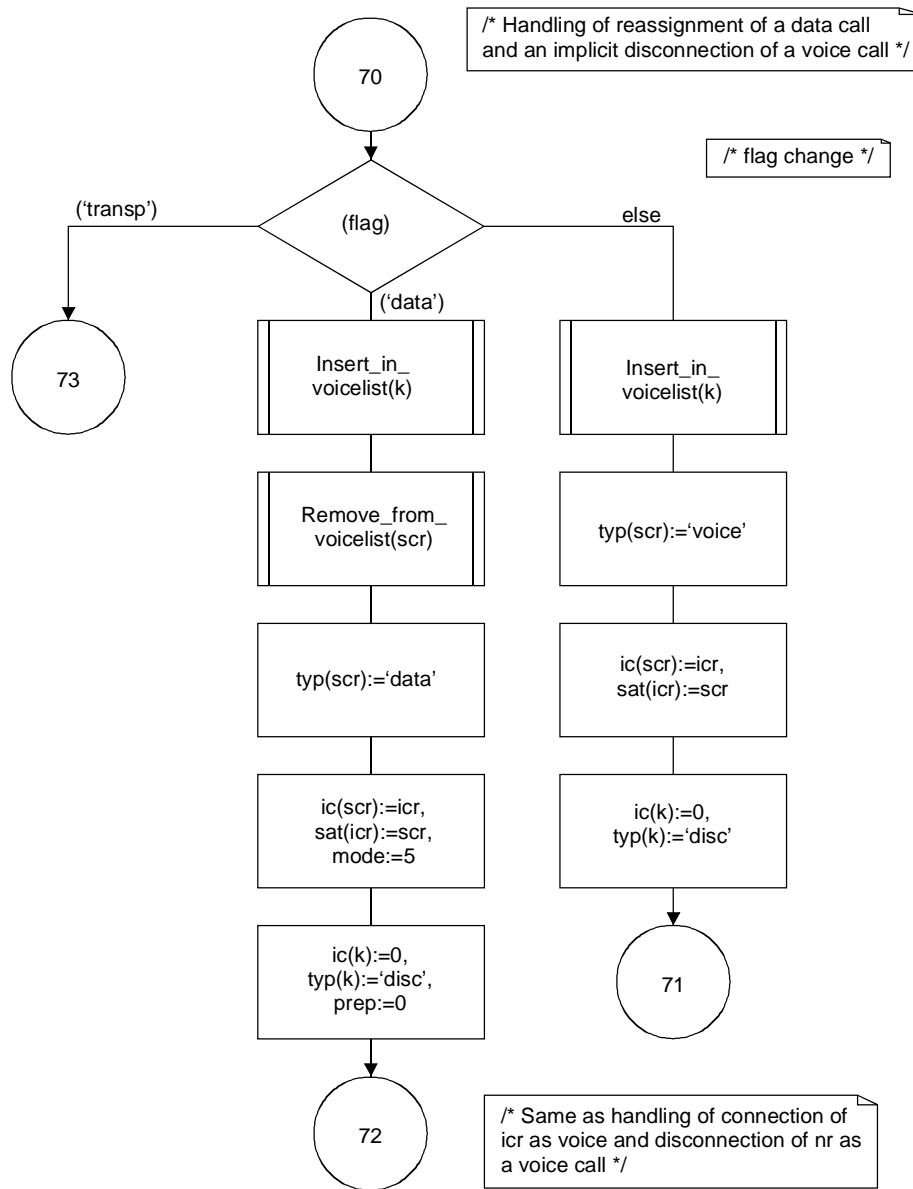 /* Handling of reassignment of a data call
and an implicit disconnection of a voice call */
70
/* flag change */
(‘transp’)
(flag)
else
(‘data’)
73
Insert_in_
voicelist(k)
Insert_in_
voicelist(k)
Remove_from_
voicelist(scr)
typ(scr):=‘voice’
typ(scr):=‘data’
ic(scr):=icr,
sat(icr):=scr
ic(scr):=icr,
sat(icr):=scr,
mode:=5
ic(k):=0,
typ(k):=‘disc’
ic(k):=0,
typ(k):=‘disc’,
prep:=0
71
72
/* Same as handling of connection of
icr as voice and disconnection of nr as
a voice call */